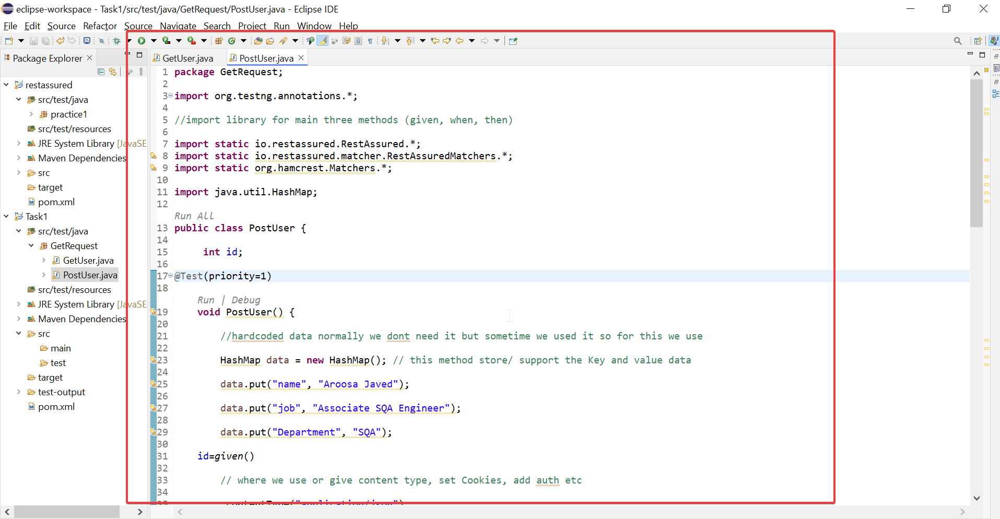 eclipse-workspace - Task1/src/test/java/GetRequest/PostUser.java - Eclipse IDE
File Edit Source Refactor Source Navigate Search Project Run Window Help
Package Explorer
restassured
src/test/java
practice1
src/test/resources
JRE System Library [JavaSE
Maven Dependencies
src
target
pom.xml
Task1
src/test/java
GetRequest
GetUser.java
PostUser.java
src/test/resources
JRE System Library [JavaSE
Maven Dependencies
src
main
test
target
test-output
pom.xml
GetUser.java PostUser.java
1 package GetRequest;
2
3 import org.testng.annotations.*;
4
5 //import library for main three methods (given, when, then)
6
7 import static io.restassured.RestAssured.*;
8 import static io.restassured.matcher.RestAssuredMatchers.*;
9 import static org.hamcrest.Matchers.*;
10
11 import java.util.HashMap;
12
Run All
13 public class PostUser {
14
15 int id;
16
17 @Test(priority=1)
18
Run | Debug
19 void PostUser() {
20
21 //hardcoded data normally we dont need it but sometime we used it so for this we use
22
23 HashMap data = new HashMap(); // this method store/ support the Key and value data
24
25 data.put("name", "Aroosa Javed");
26
27 data.put("job", "Associate SQA Engineer");
28
29 data.put("Department", "SQA");
30
31 id=given()
32
33 // where we use or give content type, set Cookies, add auth etc
34
35 contentType("application/json")